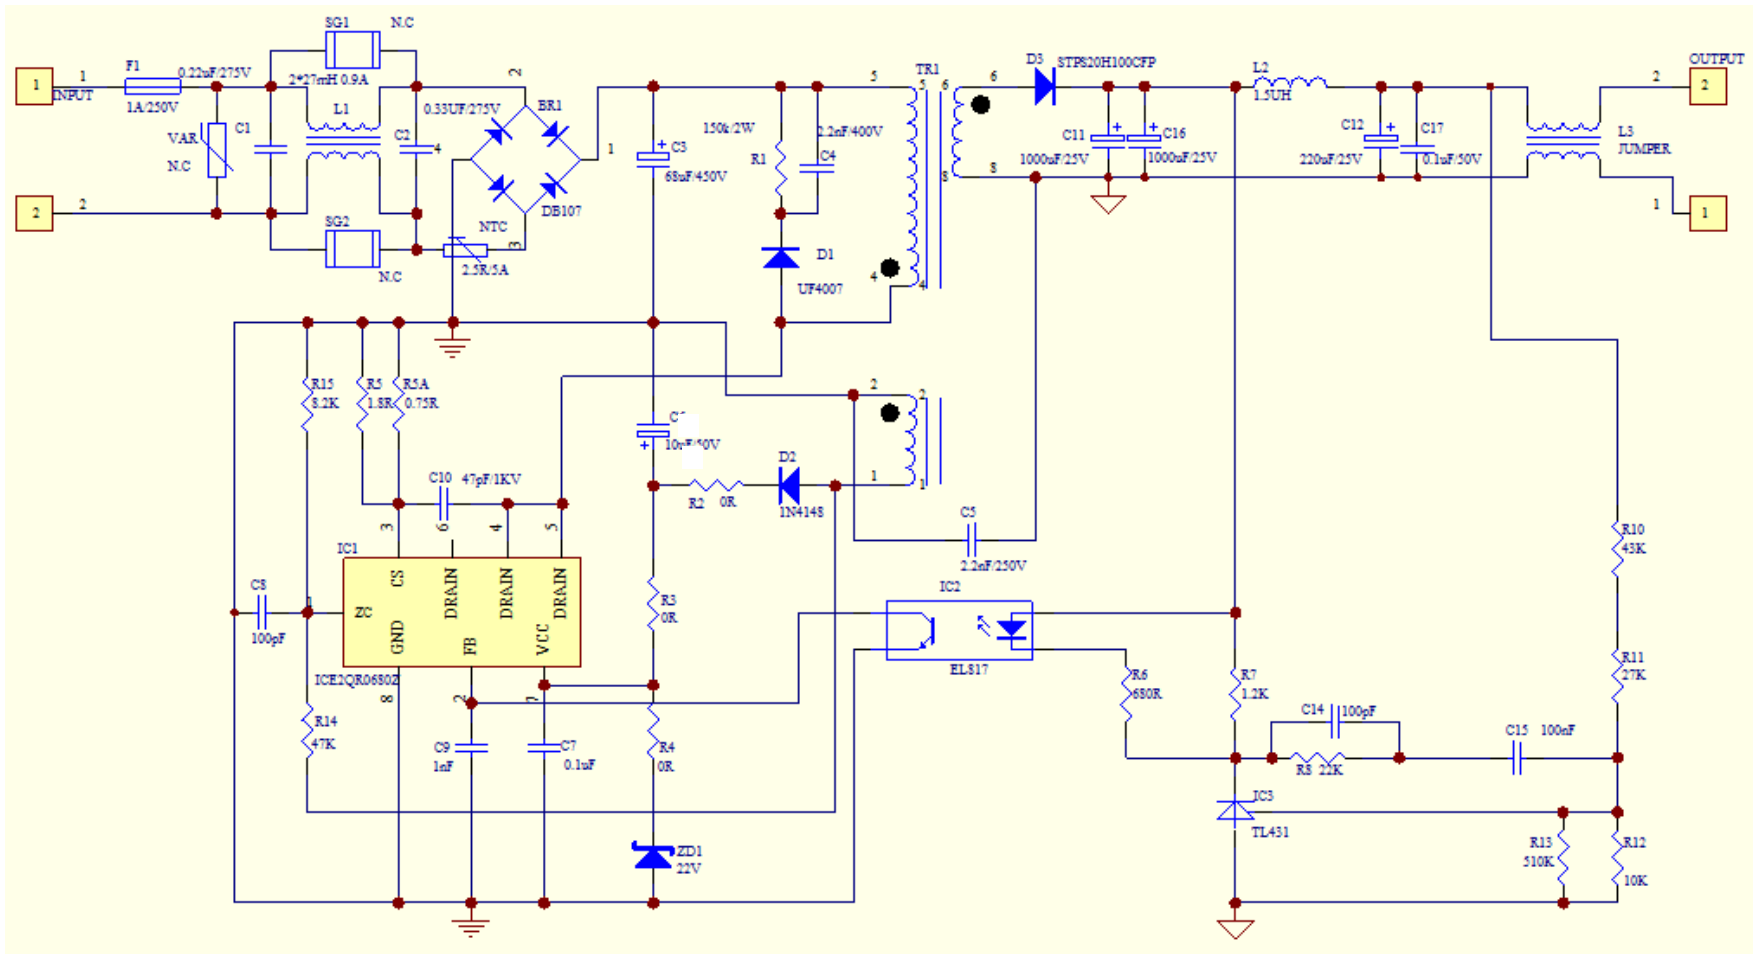 SG1
N.C
F1
0.22uF/275V
2*27mH 0.9A
1
1
INPUT
1A/250V
L1
VAR
C1
C2
4
N.C
0.33UF/275V
2
BR1
1
DB107
2
2
SG2
N.C
NTC
3
2.5R/5A
C3
68uF/450V
150k/2W
R1
2.2nF/400V
C4
D1
UF4007
TR1
5
5
6
6
4
4
8
8
D3
STPS20H100CFP
C11
1000uF/25V
C16
1000uF/25V
L2
1.5UH
C12
220uF/25V
C17
0.1uF/50V
L3
JUMPER
OUTPUT
2
2
1
1
R15
8.2K
R5
1.8R
R5A
0.75R
C10
47pF/1KV
3
6
4
5
IC1
CS
DRAIN
DRAIN
DRAIN
ZC
GND
FB
VCC
1
ICE2QR0680Z
8
2
7
C8
100pF
R14
47K
C9
1nF
C7
0.1uF
R2
0R
D2
1N4148
2
2
1
1
R3
0R
R4
0R
ZD1
22V
C5
2.2nF/250V
IC2
EL817
R6
680R
R7
1.2K
C14
100pF
R8
22K
C15
100nF
IC3
TL431
R10
43K
R11
27K
R13
510K
R12
10K